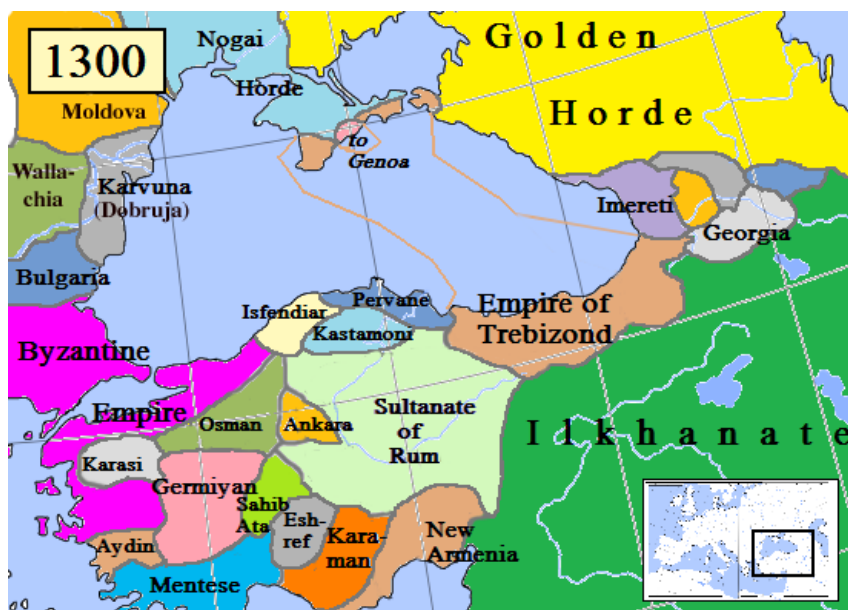 1300
Nogai
Horde
Golden
Horde
Moldova
to
Genoa
Walla-
chia
Karvuna
(Dobruja)
Imereti
Georgia
Bulgaria
Isfendiar
Pervane
Kastamoni
Empire of
Trebizond
Byzantine
Empire
Osman
Ankara
Sultanate
of
Rum
Ilkhanate
Karasi
Germiyan
Sahib
Ata
Esh-
ref
Kara-
man
New
Armenia
Aydin
Mentese